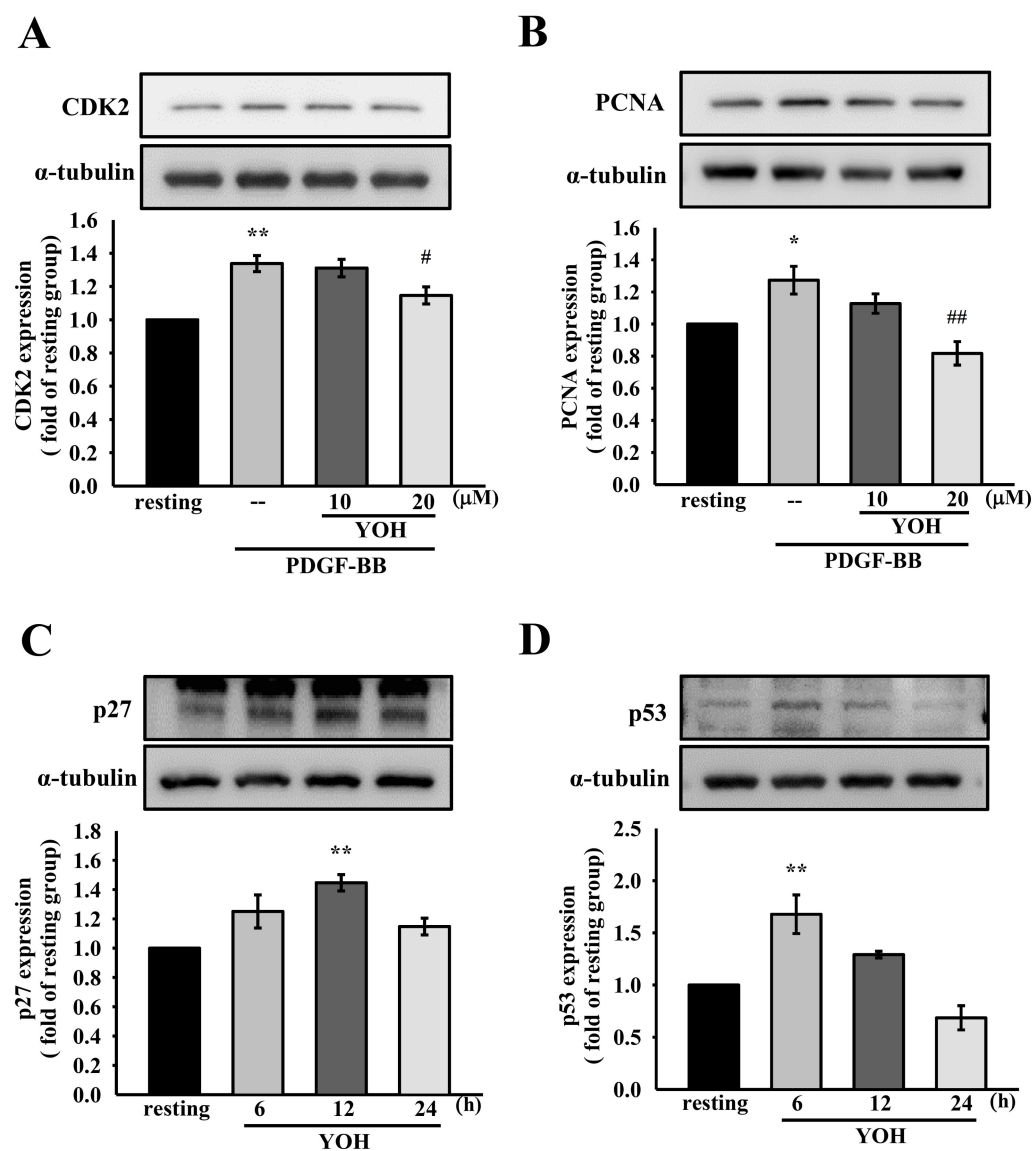 A
CDK2
α-tubulin
CDK2 expression
( fold of resting group)
1.6
1.4
1.2
1.0
0.8
0.6
0.4
0.2
0.0
**
#
resting -- 10 20 (μM)
YOH
PDGF-BB
B
PCNA
α-tubulin
PCNA expression
( fold of resting group)
1.6
1.4
1.2
1.0
0.8
0.6
0.4
0.2
0.0
*
##
resting -- 10 20 (μM)
YOH
PDGF-BB
C
p27
α-tubulin
p27 expression
( fold of resting group)
1.8
1.6
1.4
1.2
1.0
0.8
0.6
0.4
0.2
0.0
**
resting 6 12 24 (h)
YOH
D
p53
α-tubulin
p53 expression
( fold of resting group)
2.5
2.0
1.5
1.0
0.5
0.0
**
resting 6 12 24 (h)
YOH